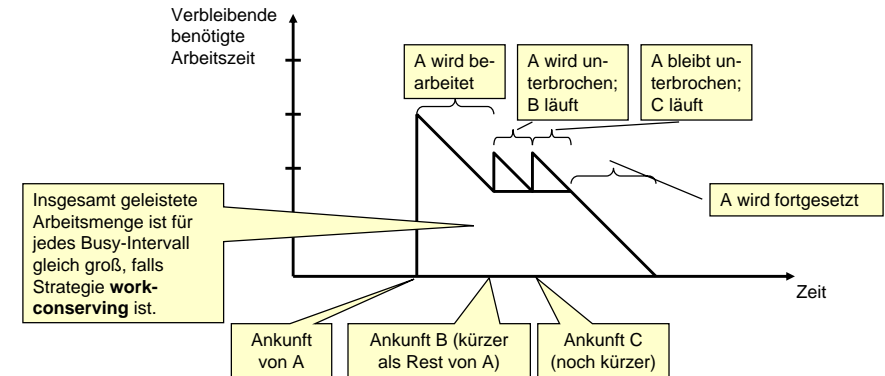 Verbleibende
benötigte
Arbeitszeit
A wird be-
arbeitet
A wird un-
terbrochen;
B läuft
A bleibt un-
terbrochen;
C läuft
Insgesamt geleistete
Arbeitsmenge ist für
jedes Busy-Intervall
gleich groß, falls
Strategie work-
conserving ist.
A wird fortgesetzt
Zeit
Ankunft
von A
Ankunft B (kürzer
als Rest von A)
Ankunft C
(noch kürzer)